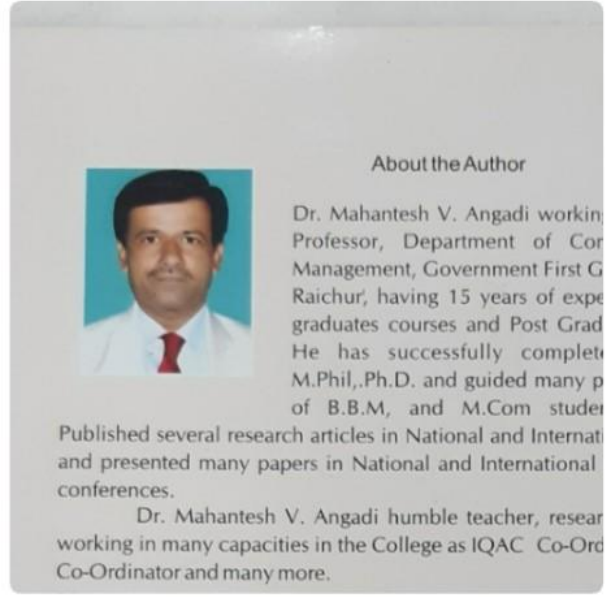 About the Author
Dr. Mahantesh V. Angadi workin
Professor, Department of Co
Management, Government First G
Raichur, having 15 years of expe
graduates courses and Post Grad
He has successfully complet
M.Phil,.Ph.D. and guided many p
of B.B.M, and M.Com stude
Published several research articles in National and Internati
and presented many papers in National and International
conferences.
Dr. Mahantesh V. Angadi humble teacher, resear
working in many capacities in the College as IQAC Co-Ord
Co-Ordinator and many more.